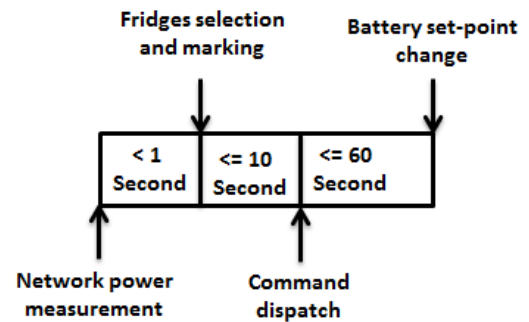 Fridges selection
and marking
Battery set-point
change
< 1
Second
<= 10
Second
<= 60
Second
Network power
measurement
Command
dispatch